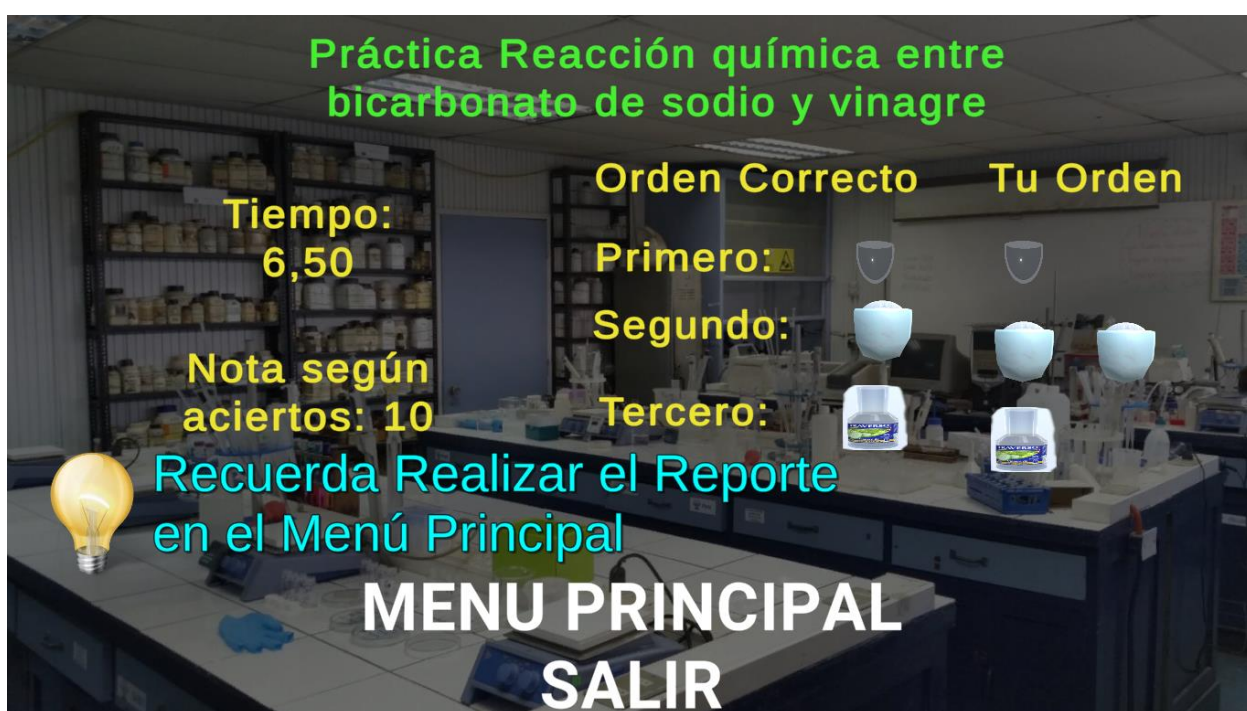 Práctica Reacción química entre
bicarbonato de sodio y vinagre
Orden Correcto
Tu Orden
Tiempo:
6,50
Primero:
Segundo:
Nota según
aciertos: 10
Tercero:
Recuerda Realizar el Reporte
en el Menú Principal
MENU PRINCIPAL
SALIR